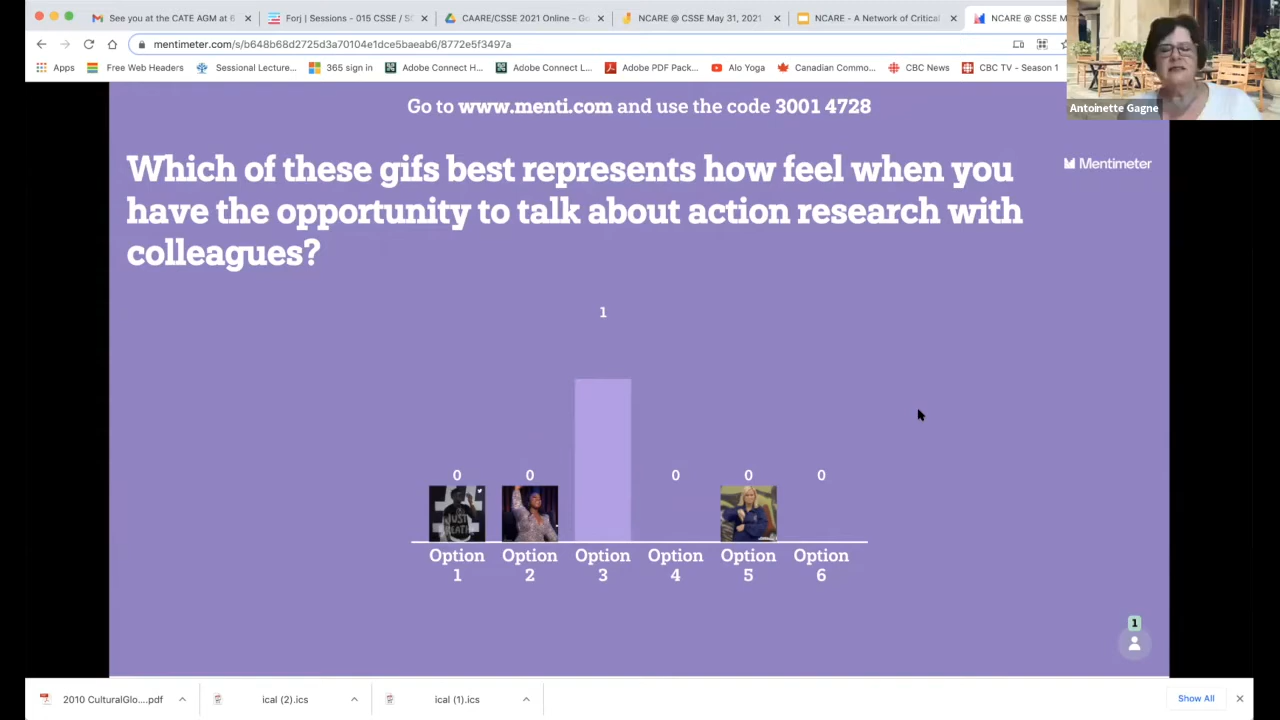 See you at the CATE AGM at 6
Forj | Sessions - 015 CSSE / SC
CAARE/CSSE 2021 Online - Go
NCARE @ CSSE May 31, 2021
NCARE - A Network of Critical
NCARE @ CSSE M
mentimeter.com/s/b648b68d2725d3a70104e1dce5baeab6/8772e5f3497a
Apps
Free Web Headers
Sessional Lecture...
365 sign in
Adobe Connect H...
Adobe Connect L...
Adobe PDF Pack...
Alo Yoga
Canadian Commo...
CBC News
CBC TV - Season 1
Antoinette Gagne
Go to www.menti.com and use the code 3001 4728
Mentimeter
Which of these gifs best represents how feel when you
have the opportunity to talk about action research with
colleagues?
1
0 0 0 0 0
JUST
BREATHE
Option Option Option Option Option Option
1 2 3 4 5 6
1
2010 CulturalGlo....pdf
ical (2).ics
ical (1).ics
Show All